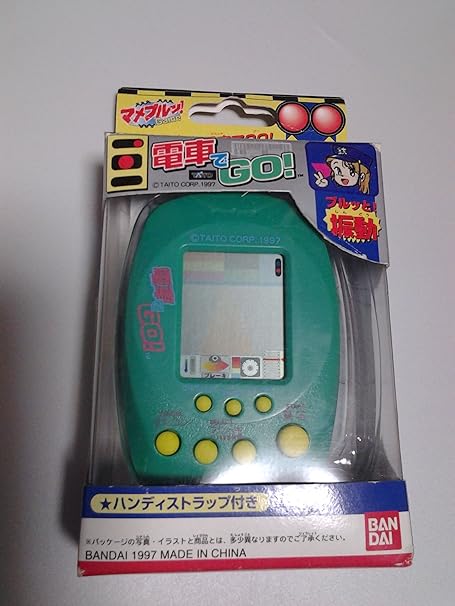 マメブルン!
GAME
電車でGO!™
TAITO
©TAITO CORP. 1997
ブルッと!
振動
©TAITO CORP. 1997
電車でGO!
ブレーキ
★ハンディストラップ付き
※パッケージの写真・イラストと商品とは、多少異なりますのでご了承ください。
BANDAI 1997 MADE IN CHINA
BAN
DAI